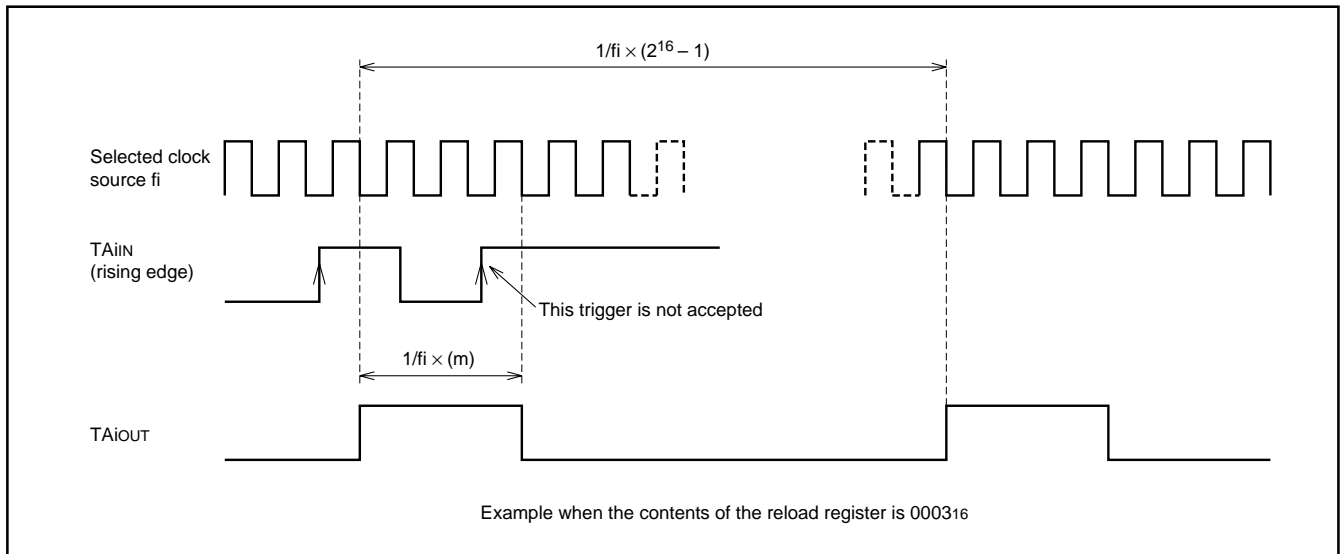 1/fi × (2¹⁶ – 1)
Selected clock
source fi
TAiIN
(rising edge)
This trigger is not accepted
1/fi × (m)
TAiOUT
Example when the contents of the reload register is 0003₁₆